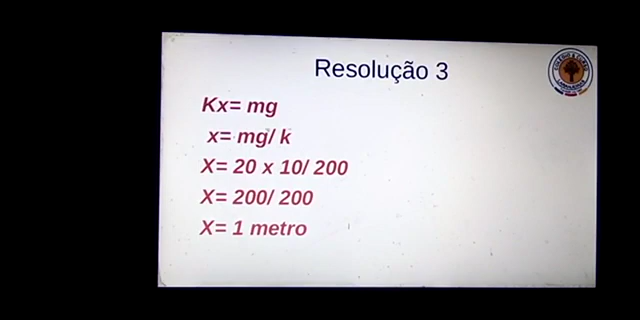 Resolução 3
Kx= mg
x= mg/ k
X= 20 x 10/ 200
X= 200/ 200
X= 1 metro